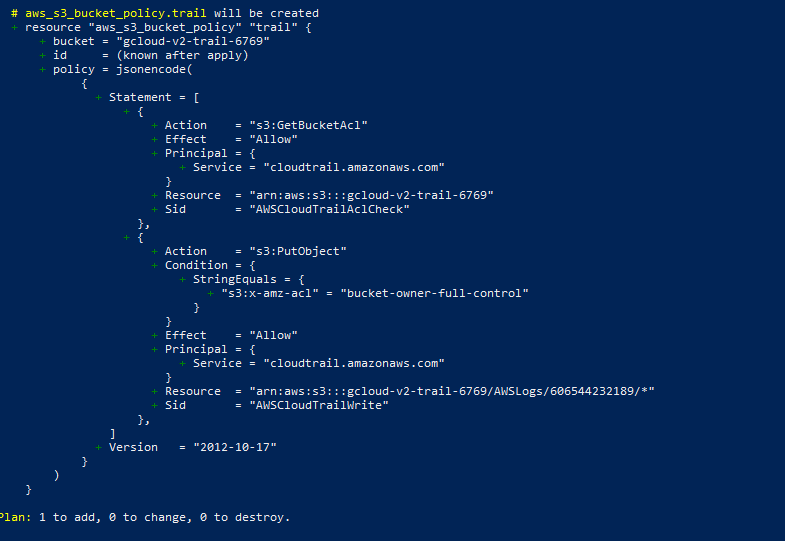 # aws_s3_bucket_policy.trail will be created
+ resource "aws_s3_bucket_policy" "trail" {
+ bucket = "gcloud-v2-trail-6769"
+ id     = (known after apply)
+ policy = jsonencode(
{
+ Statement = [
+ {
+ Action    = "s3:GetBucketAcl"
+ Effect    = "Allow"
+ Principal = {
+ Service = "cloudtrail.amazonaws.com"
}
+ Resource  = "arn:aws:s3:::gcloud-v2-trail-6769"
+ Sid       = "AWSCloudTrailAclCheck"
},
+ {
+ Action    = "s3:PutObject"
+ Condition = {
+ StringEquals = {
+ "s3:x-amz-acl" = "bucket-owner-full-control"
}
}
+ Effect    = "Allow"
+ Principal = {
+ Service = "cloudtrail.amazonaws.com"
}
+ Resource  = "arn:aws:s3:::gcloud-v2-trail-6769/AWSLogs/606544232189/*"
+ Sid       = "AWSCloudTrailWrite"
},
]
+ Version   = "2012-10-17"
}
)
}
Plan: 1 to add, 0 to change, 0 to destroy.